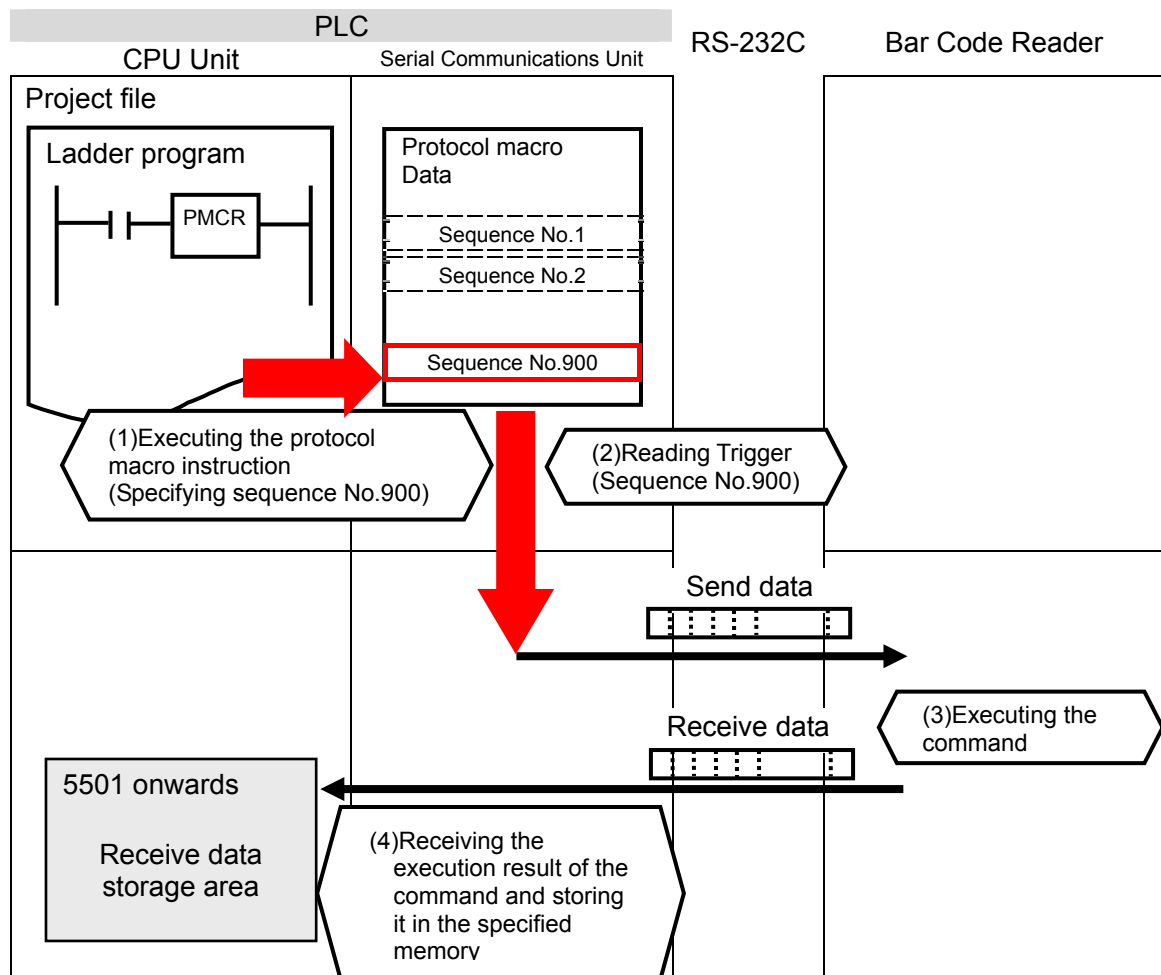 PLC
RS-232C
Bar Code Reader
CPU Unit
Serial Communications Unit
Project file
Ladder program
PMCR
Protocol macro
Data
Sequence No.1
Sequence No.2
Sequence No.900
(1)Executing the protocol
macro instruction
(Specifying sequence No.900)
(2)Reading Trigger
(Sequence No.900)
Send data
(3)Executing the
command
Receive data
5501 onwards
Receive data
storage area
(4)Receiving the
execution result of the
command and storing
it in the specified
memory